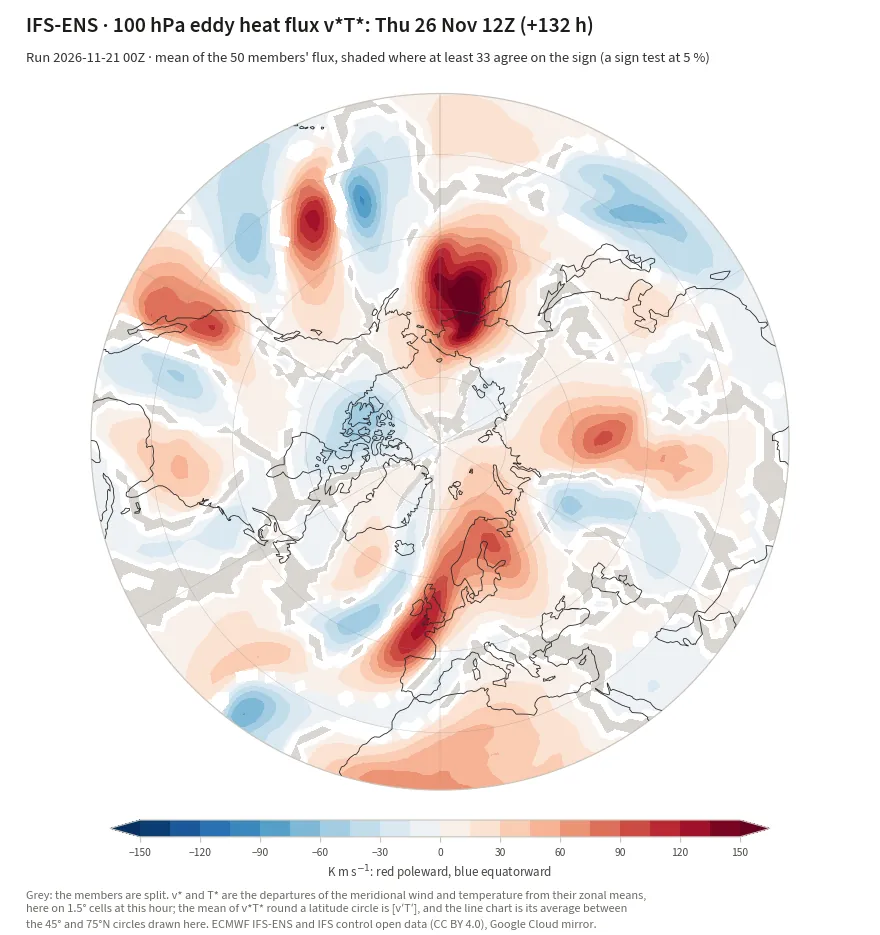 IFS-ENS · 100 hPa eddy heat flux v*T*: Thu 26 Nov 12Z (+132 h)
Run 2026-11-21 00Z · mean of the 50 members' flux, shaded where at least 33 agree on the sign (a sign test at 5 %)
−150 −120 −90 −60 −30 0 30 60 90 120 150
K m s⁻¹: red poleward, blue equatorward
Grey: the members are split. v* and T* are the departures of the meridional wind and temperature from their zonal means,
here on 1.5° cells at this hour; the mean of v*T* round a latitude circle is [v′T′], and the line chart is its average between
the 45° and 75°N circles drawn here. ECMWF IFS-ENS and IFS control open data (CC BY 4.0), Google Cloud mirror.